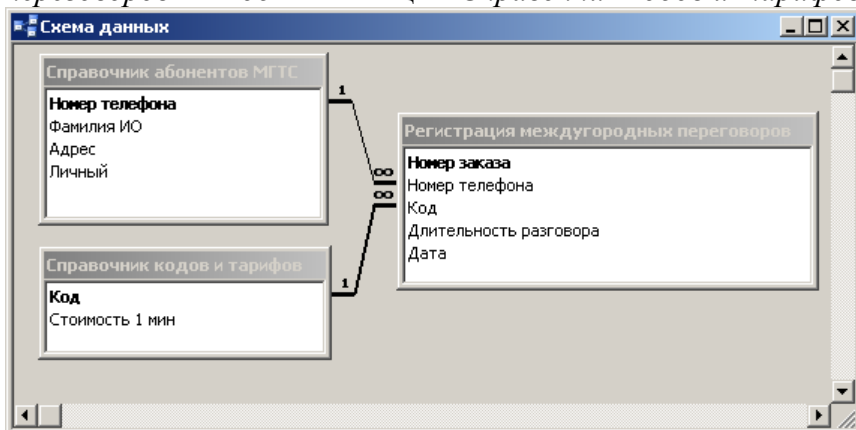 Схема данных
Справочник абонентов МГТС
Номер телефона
Фамилия ИО
Адрес
Личный
1
Регистрация междугородных переговоров
Номер заказа
Номер телефона
Код
Длительность разговора
Дата
∞
∞
Справочник кодов и тарифов
Код
Стоимость 1 мин
1